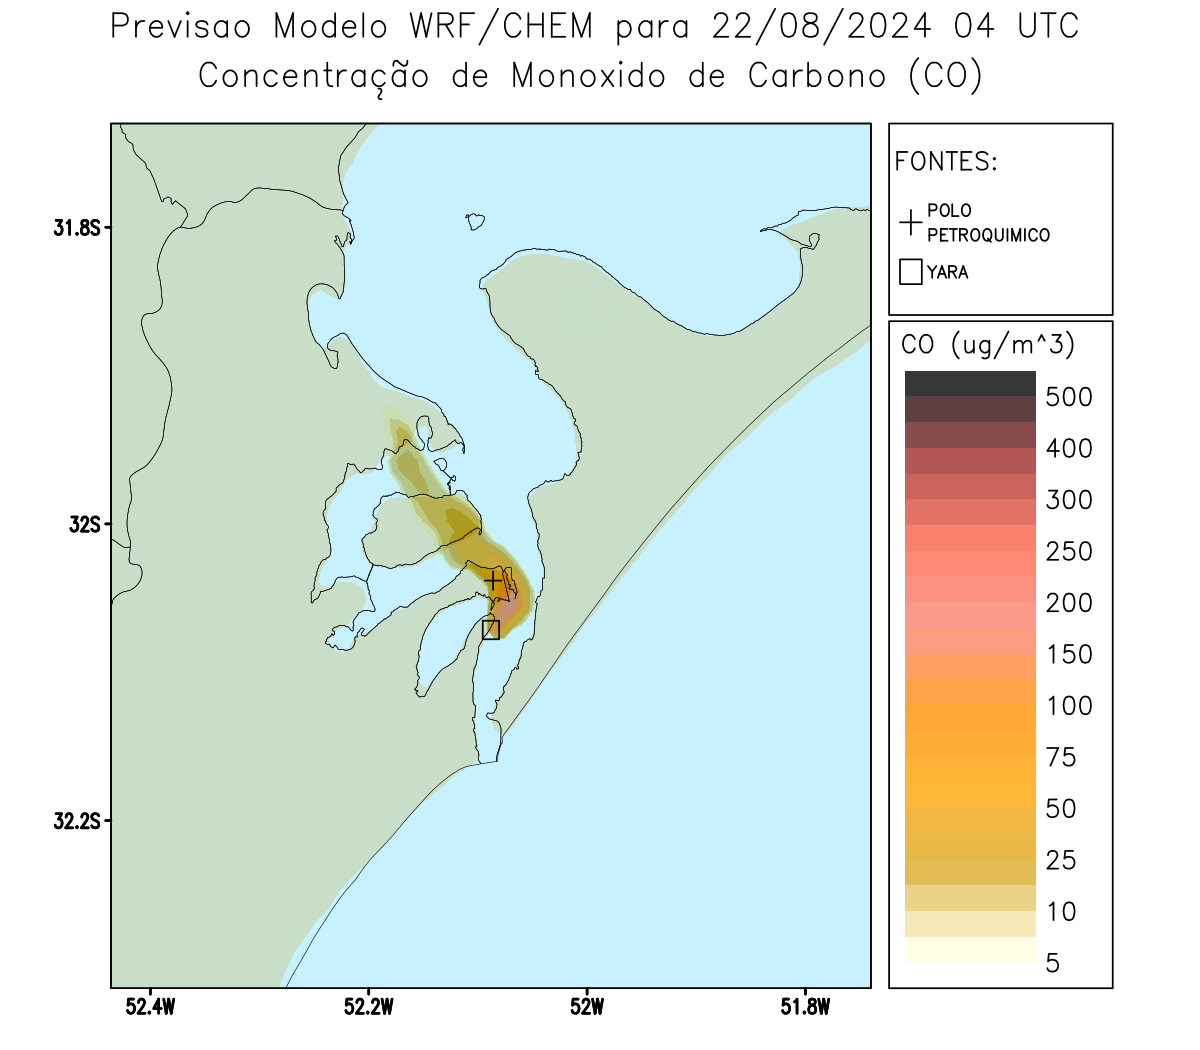 Previsao Modelo WRF/CHEM para 22/08/2024 04 UTC
Concentração de Monoxido de Carbono (CO)
FONTES:
POLO
PETROQUIMICO
YARA
CO (ug/m^3)
500
400
300
250
200
150
100
75
50
25
10
5
31.8S
32S
32.2S
52.4W
52.2W
52W
51.8W